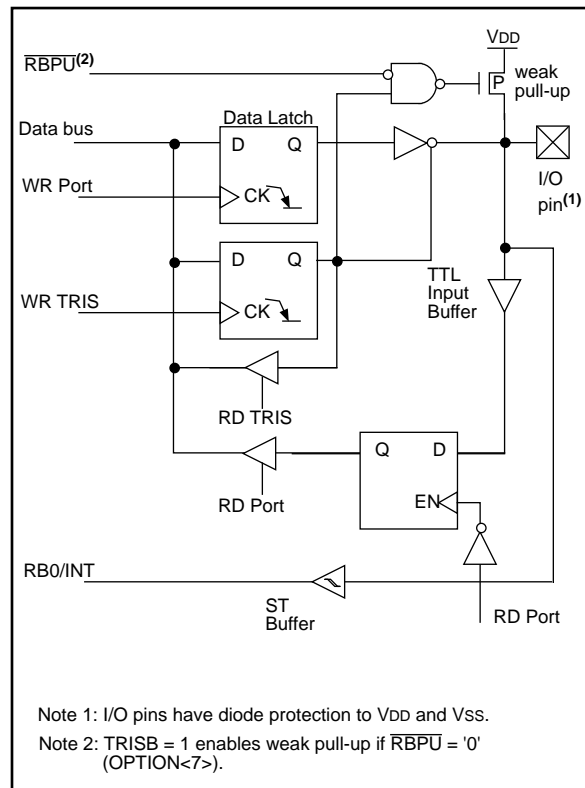 VDD
RBPU(2)
P
weak
pull-up
Data bus
Data Latch
D Q
I/O
pin(1)
WR Port
CK
D Q
TTL
Input
Buffer
WR TRIS
CK
RD TRIS
Q D
RD Port
EN
RB0/INT
ST
Buffer
RD Port
Note 1: I/O pins have diode protection to VDD and VSS.
Note 2: TRISB = 1 enables weak pull-up if RBPU = '0'
(OPTION<7>).